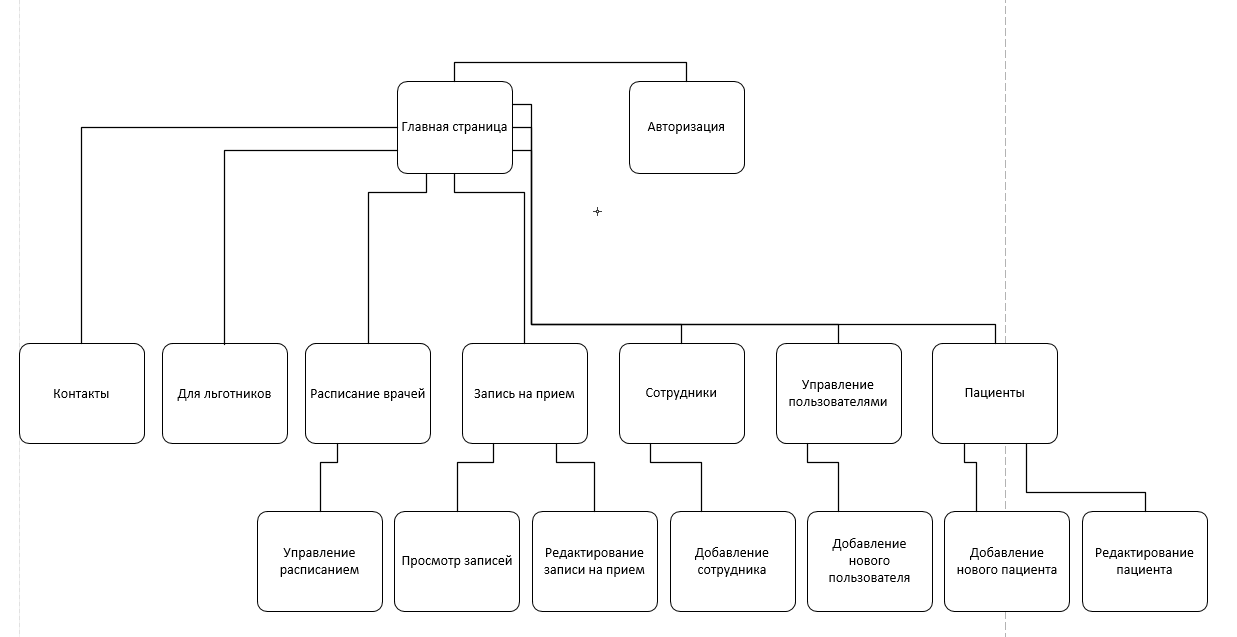 Главная страница
Авторизация
Контакты
Для льготников
Расписание врачей
Запись на прием
Сотрудники
Управление
пользователями
Пациенты
Управление
расписанием
Просмотр записей
Редактирование
записи на прием
Добавление
сотрудника
Добавление
нового
пользователя
Добавление
нового пациента
Редактирование
пациента